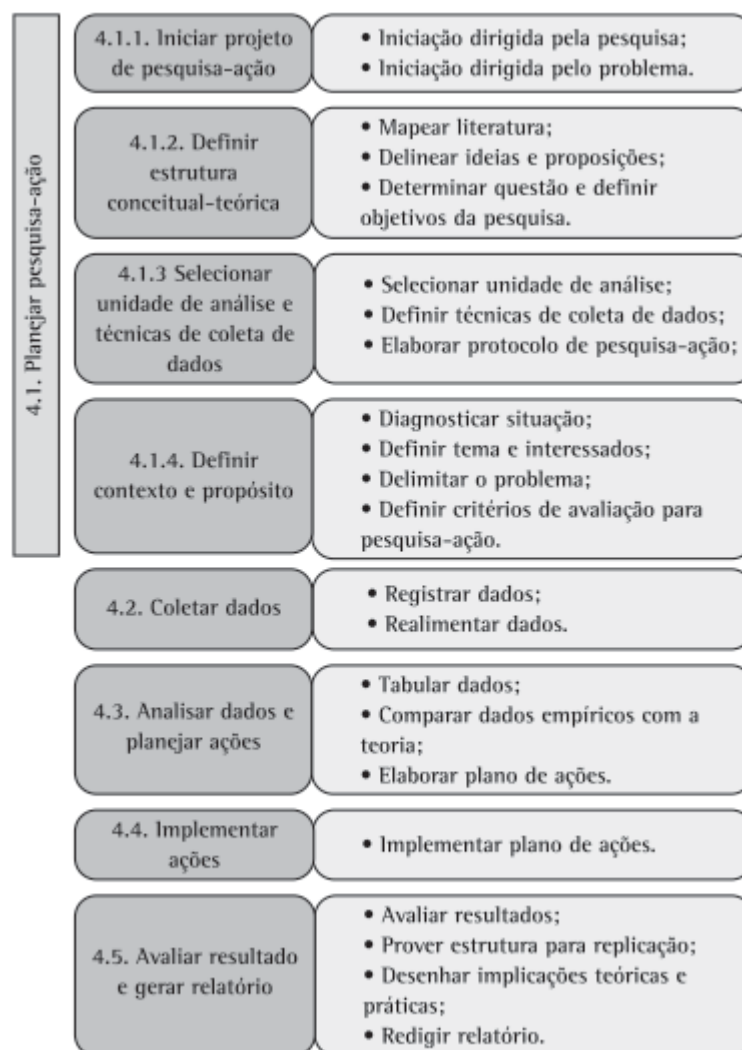 4.1. Planejar pesquisa-ação
4.1.1. Iniciar projeto
de pesquisa-ação
• Iniciação dirigida pela pesquisa;
• Iniciação dirigida pelo problema.
4.1.2. Definir
estrutura
conceitual-teórica
• Mapear literatura;
• Delinear ideias e proposições;
• Determinar questão e definir
objetivos da pesquisa.
4.1.3 Selecionar
unidade de análise e
técnicas de coleta de
dados
• Selecionar unidade de análise;
• Definir técnicas de coleta de dados;
• Elaborar protocolo de pesquisa-ação;
4.1.4. Definir
contexto e propósito
• Diagnosticar situação;
• Definir tema e interessados;
• Delimitar o problema;
• Definir critérios de avaliação para
pesquisa-ação.
4.2. Coletar dados
• Registrar dados;
• Realimentar dados.
4.3. Analisar dados e
planejar ações
• Tabular dados;
• Comparar dados empíricos com a
teoria;
• Elaborar plano de ações.
4.4. Implementar
ações
• Implementar plano de ações.
4.5. Avaliar resultado
e gerar relatório
• Avaliar resultados;
• Prover estrutura para replicação;
• Desenhar implicações teóricas e
práticas;
• Redigir relatório.